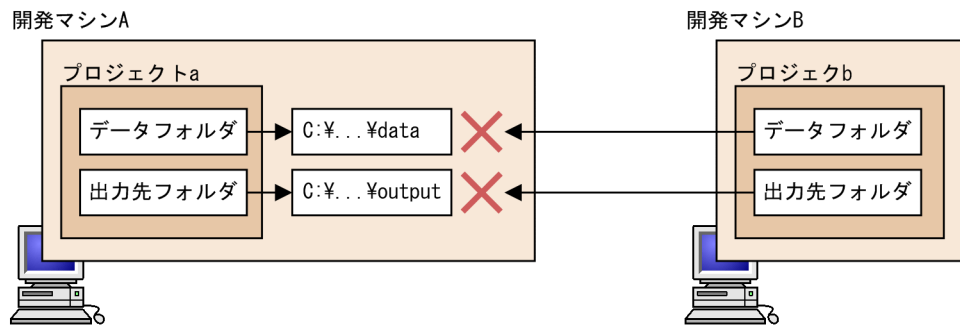 開発マシンA
開発マシンB
プロジェクトa
プロジェクb
データフォルダ
C:¥...¥data
データフォルダ
出力先フォルダ
C:¥...¥output
出力先フォルダ